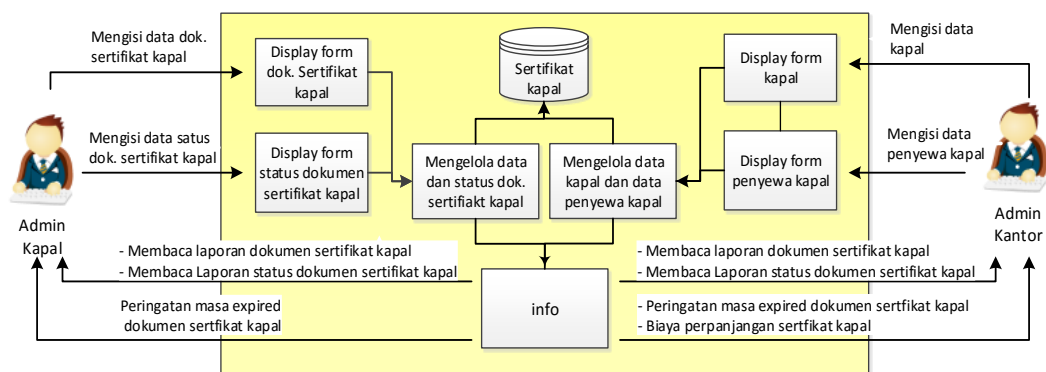 Mengisi data dok.
sertifikat kapal
Display form
dok. Sertifikat
kapal
Sertifikat
kapal
Display form
kapal
Mengisi data
kapal
Mengisi data satus
dok. sertifikat kapal
Display form
status dokumen
sertifikat kapal
Mengelola data
dan status dok.
sertifiakt kapal
Mengelola data
kapal dan data
penyewa kapal
Display form
penyewa kapal
Mengisi data
penyewa kapal
Admin
Kapal
Admin
Kantor
- Membaca laporan dokumen sertifikat kapal
- Membaca Laporan status dokumen sertifikat kapal
- Membaca laporan dokumen sertifikat kapal
- Membaca Laporan status dokumen sertifikat kapal
Peringatan masa expired
dokumen sertfikat kapal
info
- Peringatan masa expired dokumen sertfikat kapal
- Biaya perpanjangan sertfikat kapal